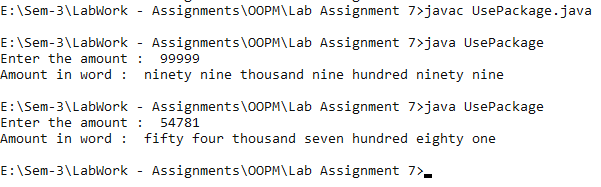 E:\Sem-3\LabWork - Assignments\OOPM\Lab Assignment 7>javac UsePackage.java
E:\Sem-3\LabWork - Assignments\OOPM\Lab Assignment 7>java UsePackage
Enter the amount :  99999
Amount in word :  ninety nine thousand nine hundred ninety nine
E:\Sem-3\LabWork - Assignments\OOPM\Lab Assignment 7>java UsePackage
Enter the amount :  54781
Amount in word :  fifty four thousand seven hundred eighty one
E:\Sem-3\LabWork - Assignments\OOPM\Lab Assignment 7>